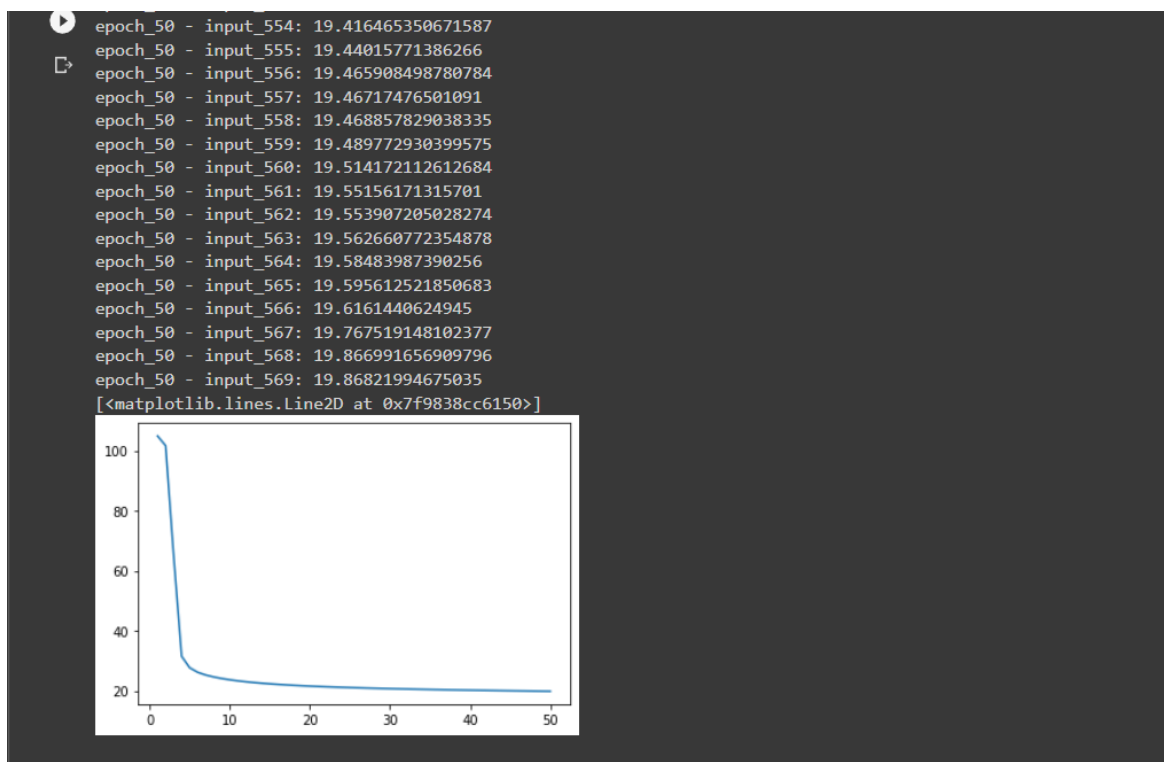 epoch_50 - input_554: 19.416465350671587
epoch_50 - input_555: 19.44015771386266
epoch_50 - input_556: 19.465908498780784
epoch_50 - input_557: 19.46717476501091
epoch_50 - input_558: 19.468857829038335
epoch_50 - input_559: 19.489772930399575
epoch_50 - input_560: 19.514172112612684
epoch_50 - input_561: 19.55156171315701
epoch_50 - input_562: 19.553907205028274
epoch_50 - input_563: 19.562660772354878
epoch_50 - input_564: 19.58483987390256
epoch_50 - input_565: 19.595612521850683
epoch_50 - input_566: 19.6161440624945
epoch_50 - input_567: 19.767519148102377
epoch_50 - input_568: 19.866991656909796
epoch_50 - input_569: 19.86821994675035
[<matplotlib.lines.Line2D at 0x7f9838cc6150>]
100
80
60
40
20
0 10 20 30 40 50